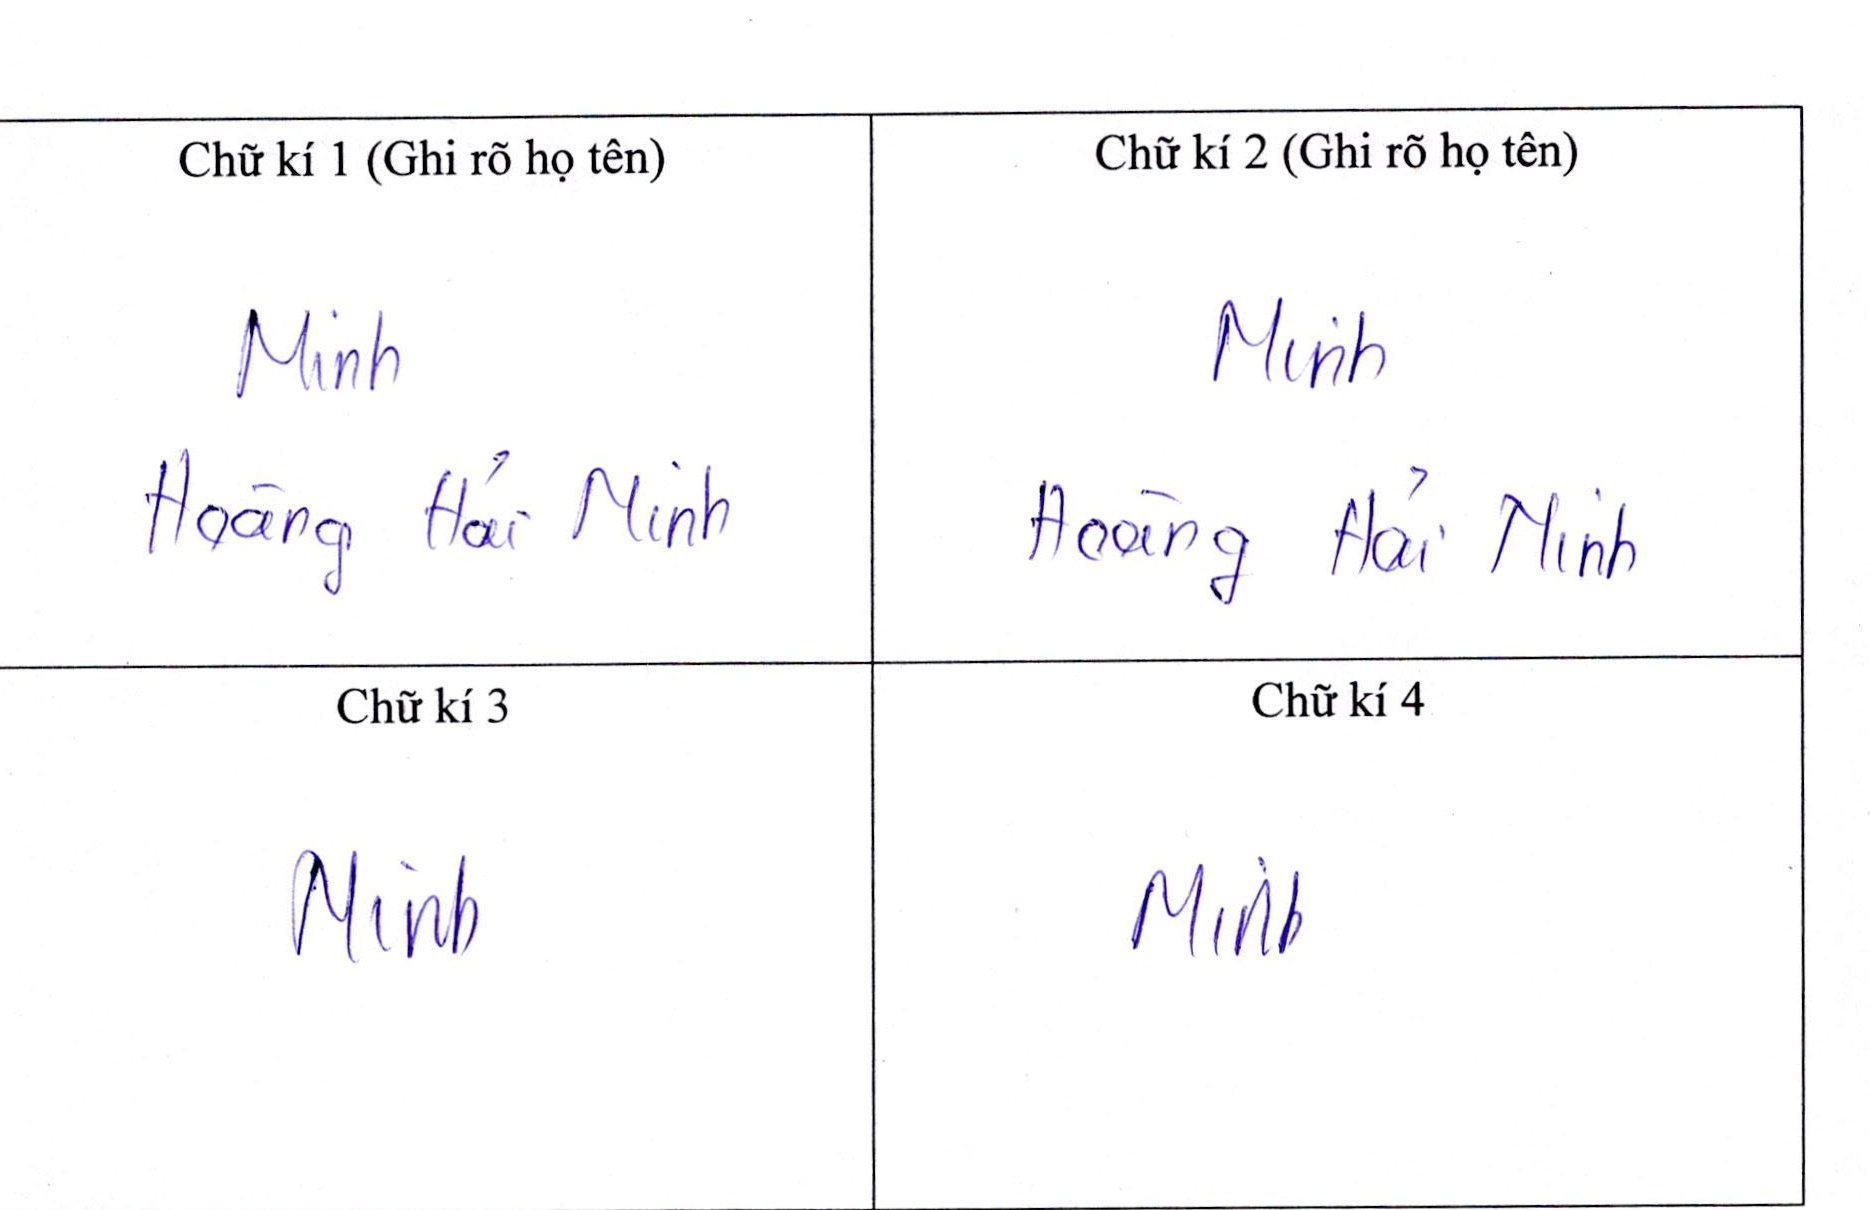 Chữ kí 1 (Ghi rõ họ tên)
Minh
Hoàng Hải Minh
Chữ kí 2 (Ghi rõ họ tên)
Minh
Hoàng Hải Minh
Chữ kí 3
Minh
Chữ kí 4
Minh